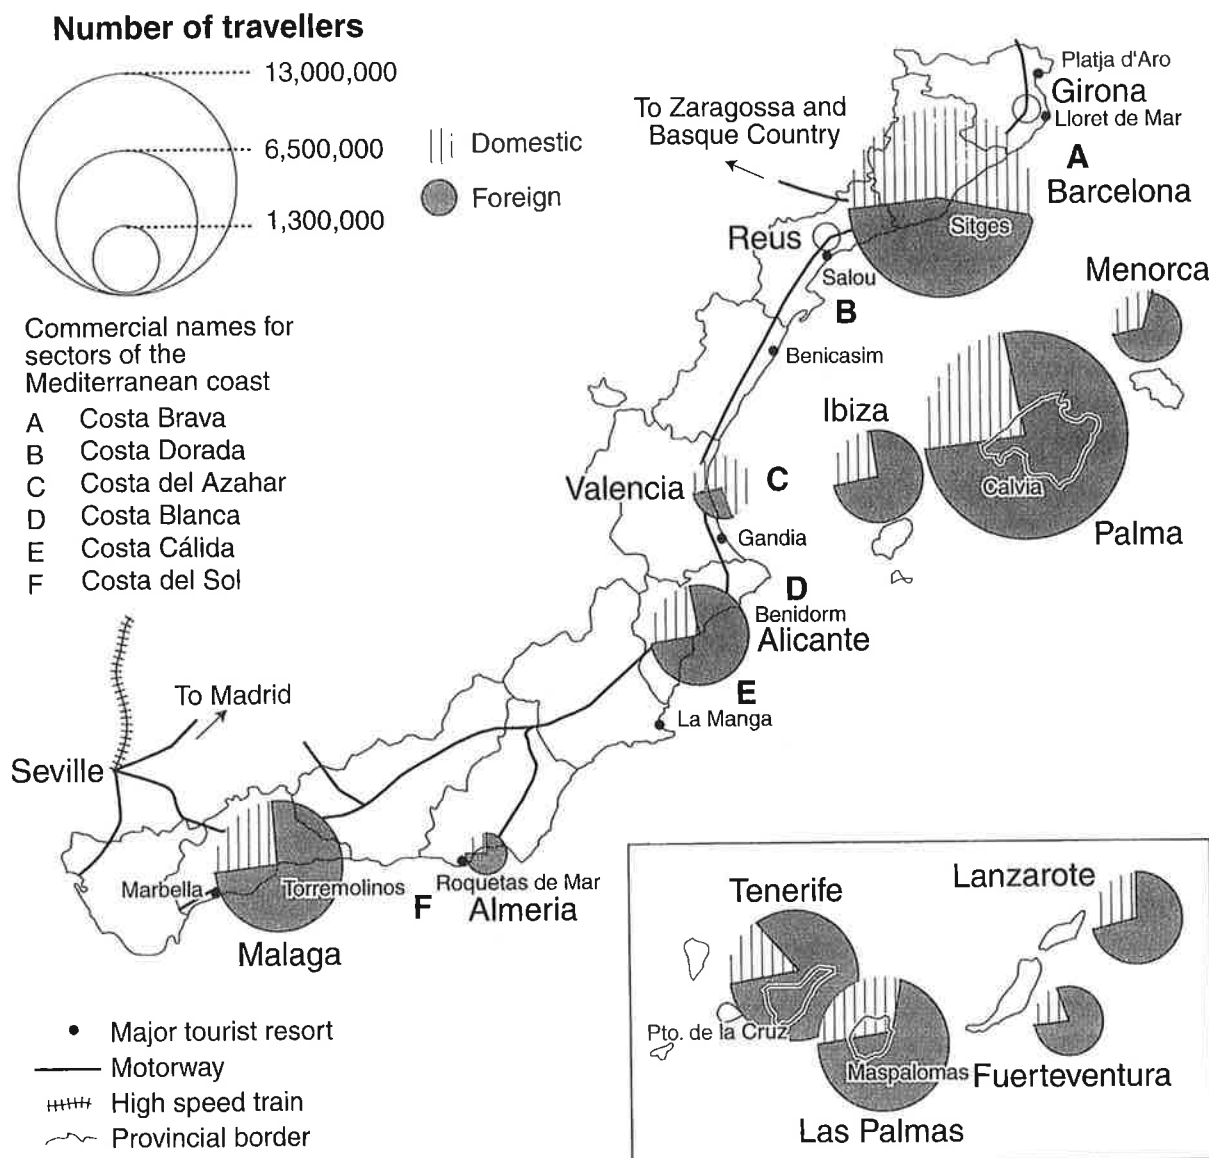 Number of travellers
13,000,000
6,500,000
1,300,000
Domestic
Foreign
Commercial names for
sectors of the
Mediterranean coast
A Costa Brava
B Costa Dorada
C Costa del Azahar
D Costa Blanca
E Costa Cálida
F Costa del Sol
To Zaragossa and
Basque Country
Platja d'Aro
Girona
Lloret de Mar
A
Barcelona
Sitges
Reus
Salou
B
Menorca
Benicasim
Ibiza
Calvia
Palma
Valencia
C
Gandia
D
Benidorm
Alicante
E
La Manga
To Madrid
Seville
Marbella
Torremolinos
Malaga
F
Roquetas de Mar
Almeria
Tenerife
Lanzarote
Pto. de la Cruz
Maspalomas
Fuerteventura
Las Palmas
Major tourist resort
Motorway
High speed train
Provincial border